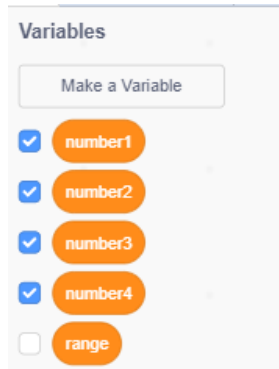 Variables
Make a Variable
number1
number2
number3
number4
range